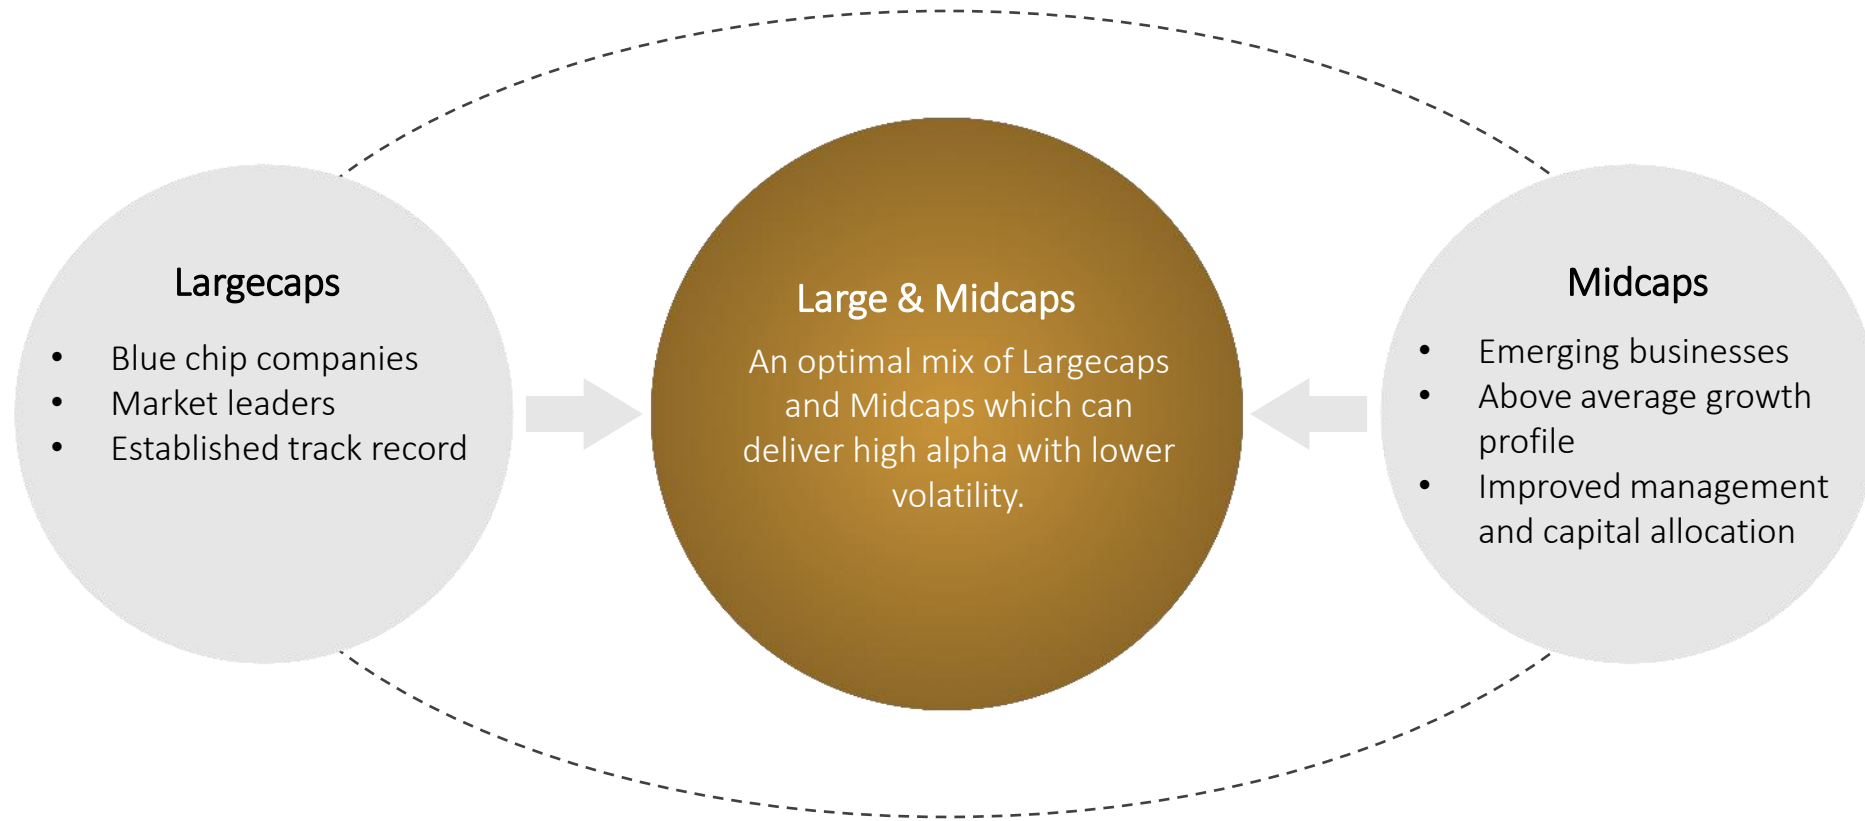 Largecaps
• Blue chip companies
• Market leaders
• Established track record
Large & Midcaps
An optimal mix of Largecaps
and Midcaps which can
deliver high alpha with lower
volatility.
Midcaps
• Emerging businesses
• Above average growth
profile
• Improved management
and capital allocation